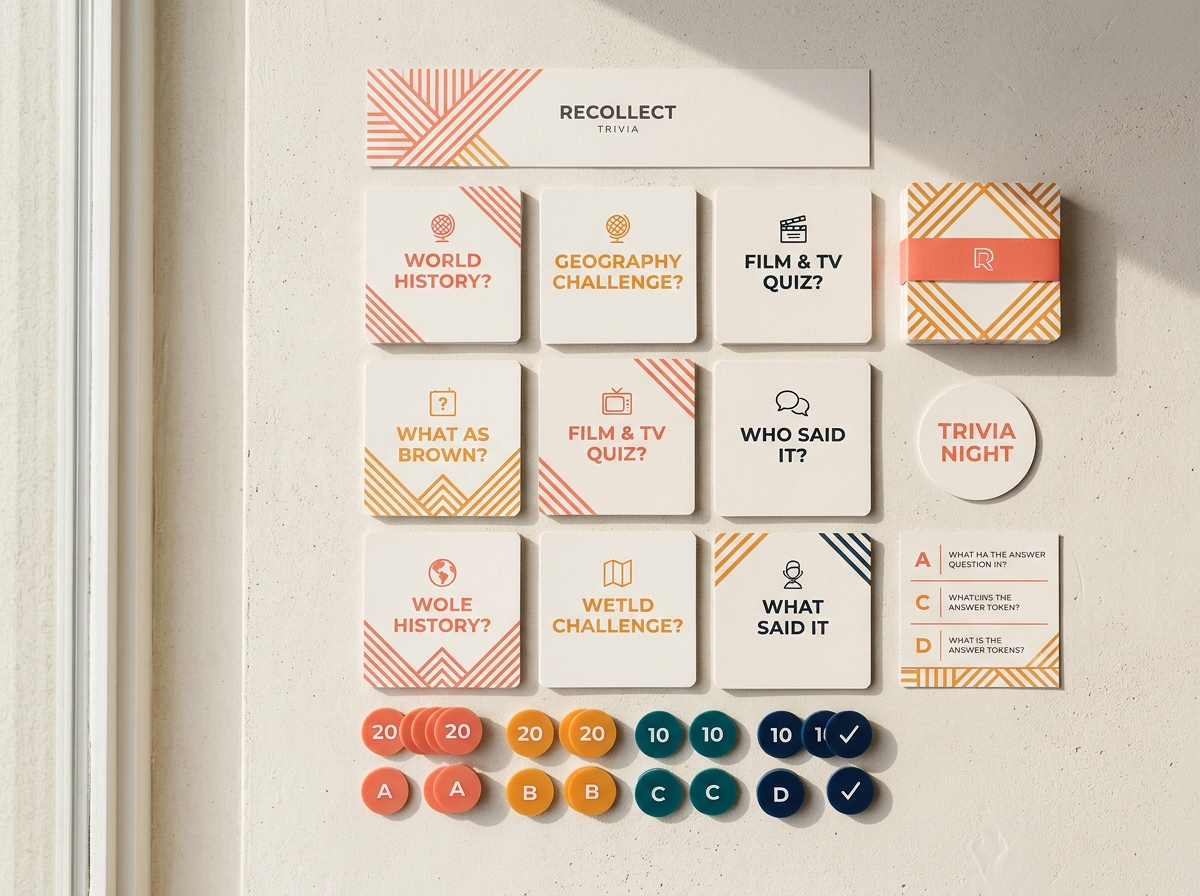 RECOLLECT
TRIVIA
WORLD
HISTORY?
GEOGRAPHY
CHALLENGE?
FILM & TV
QUIZ?
R
?
WHAT AS
BROWN?
FILM & TV
QUIZ?
WHO SAID
IT?
TRIVIA
NIGHT
WOLE
HISTORY?
WETLD
CHALLENGE?
WHAT
SAID IT
A
WHAT HA THE ANSWER
QUESTION IN?
C
THE
ANSWER TOKEN?
D
WHAT IS THE
ANSWER TOKENS?
20 20 20 20 10 10 10
A A B B C C D